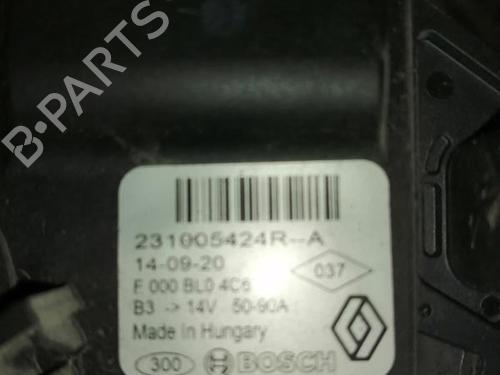 231005424R--A
14-09-20
037
F 000 BL0 4C6
B3 -> 14V 50-90A
Made in Hungary
300 BOSCH
B-PARTS